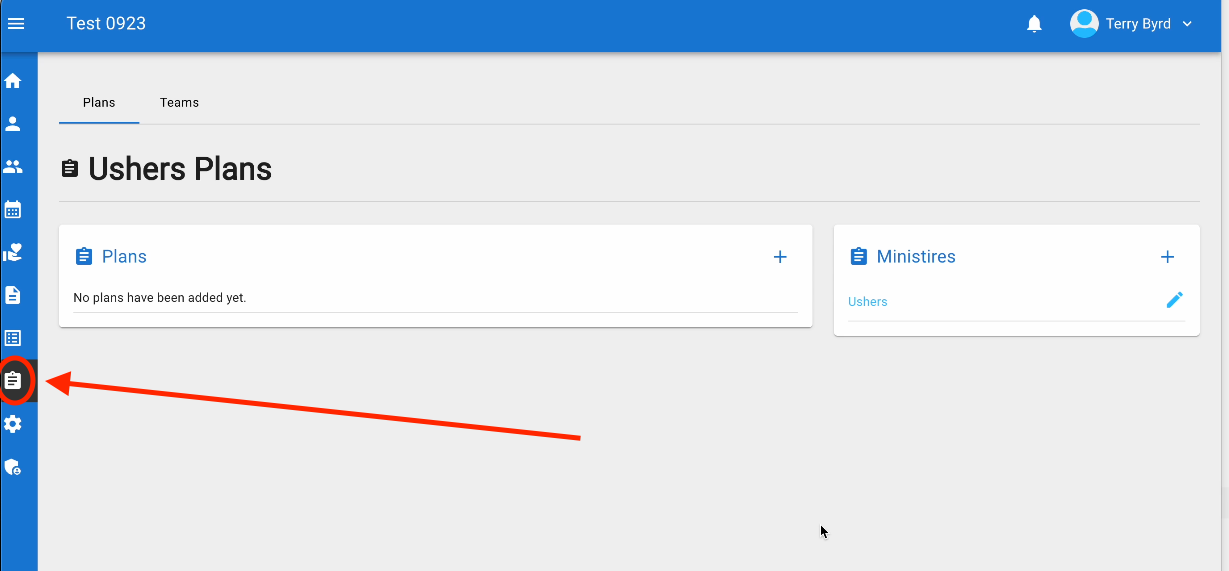 Test 0923
Terry Byrd
Plans
Teams
Ushers Plans
Plans
No plans have been added yet.
Ministires
Ushers